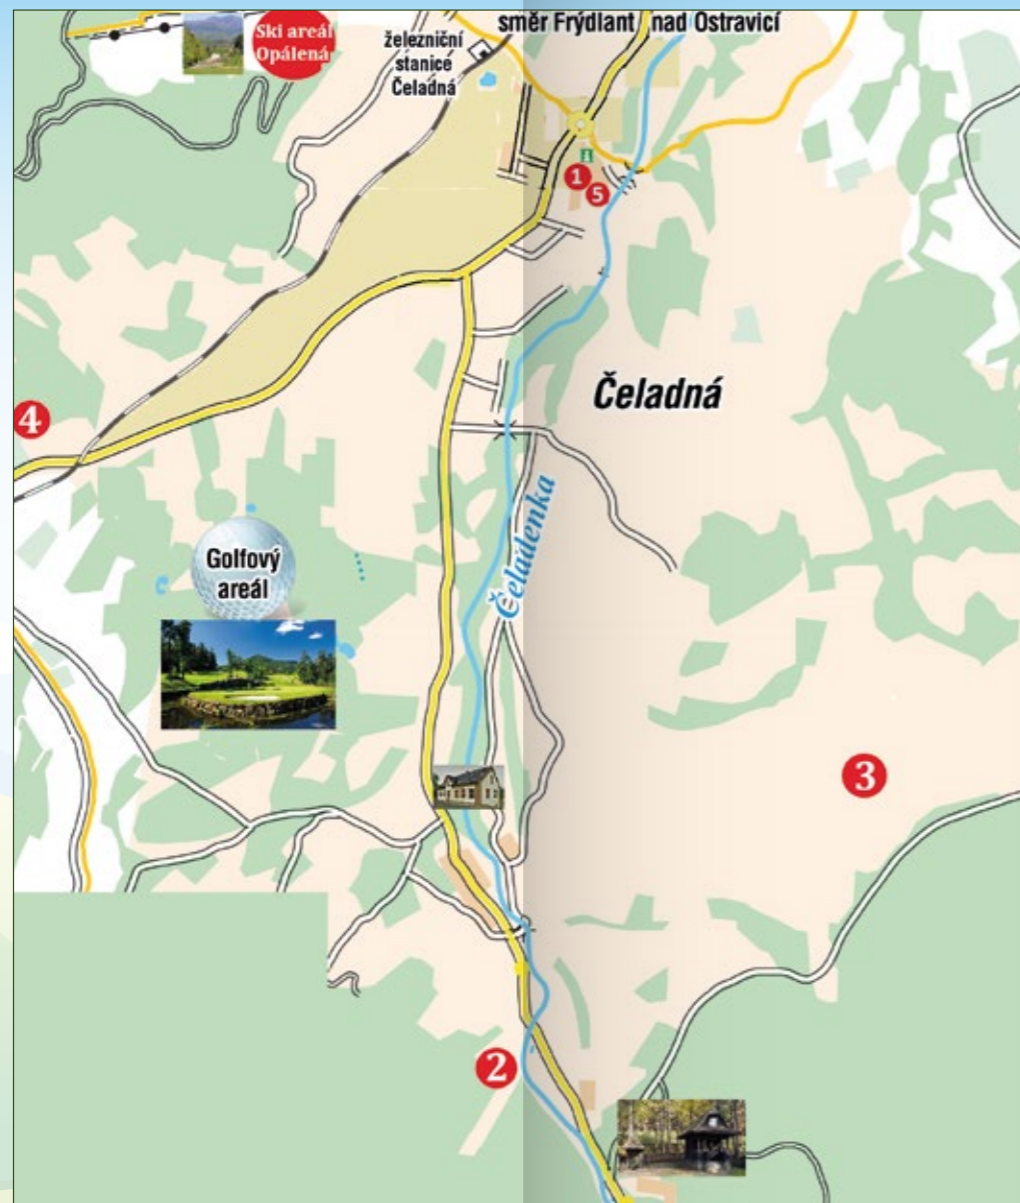 směr Frýdlant nad Ostravicí
Ski areál
Opálená
železniční
stanice
Čeladná
i
1
5
Čeladná
4
Čeladenka
Golfový
areál
3
2